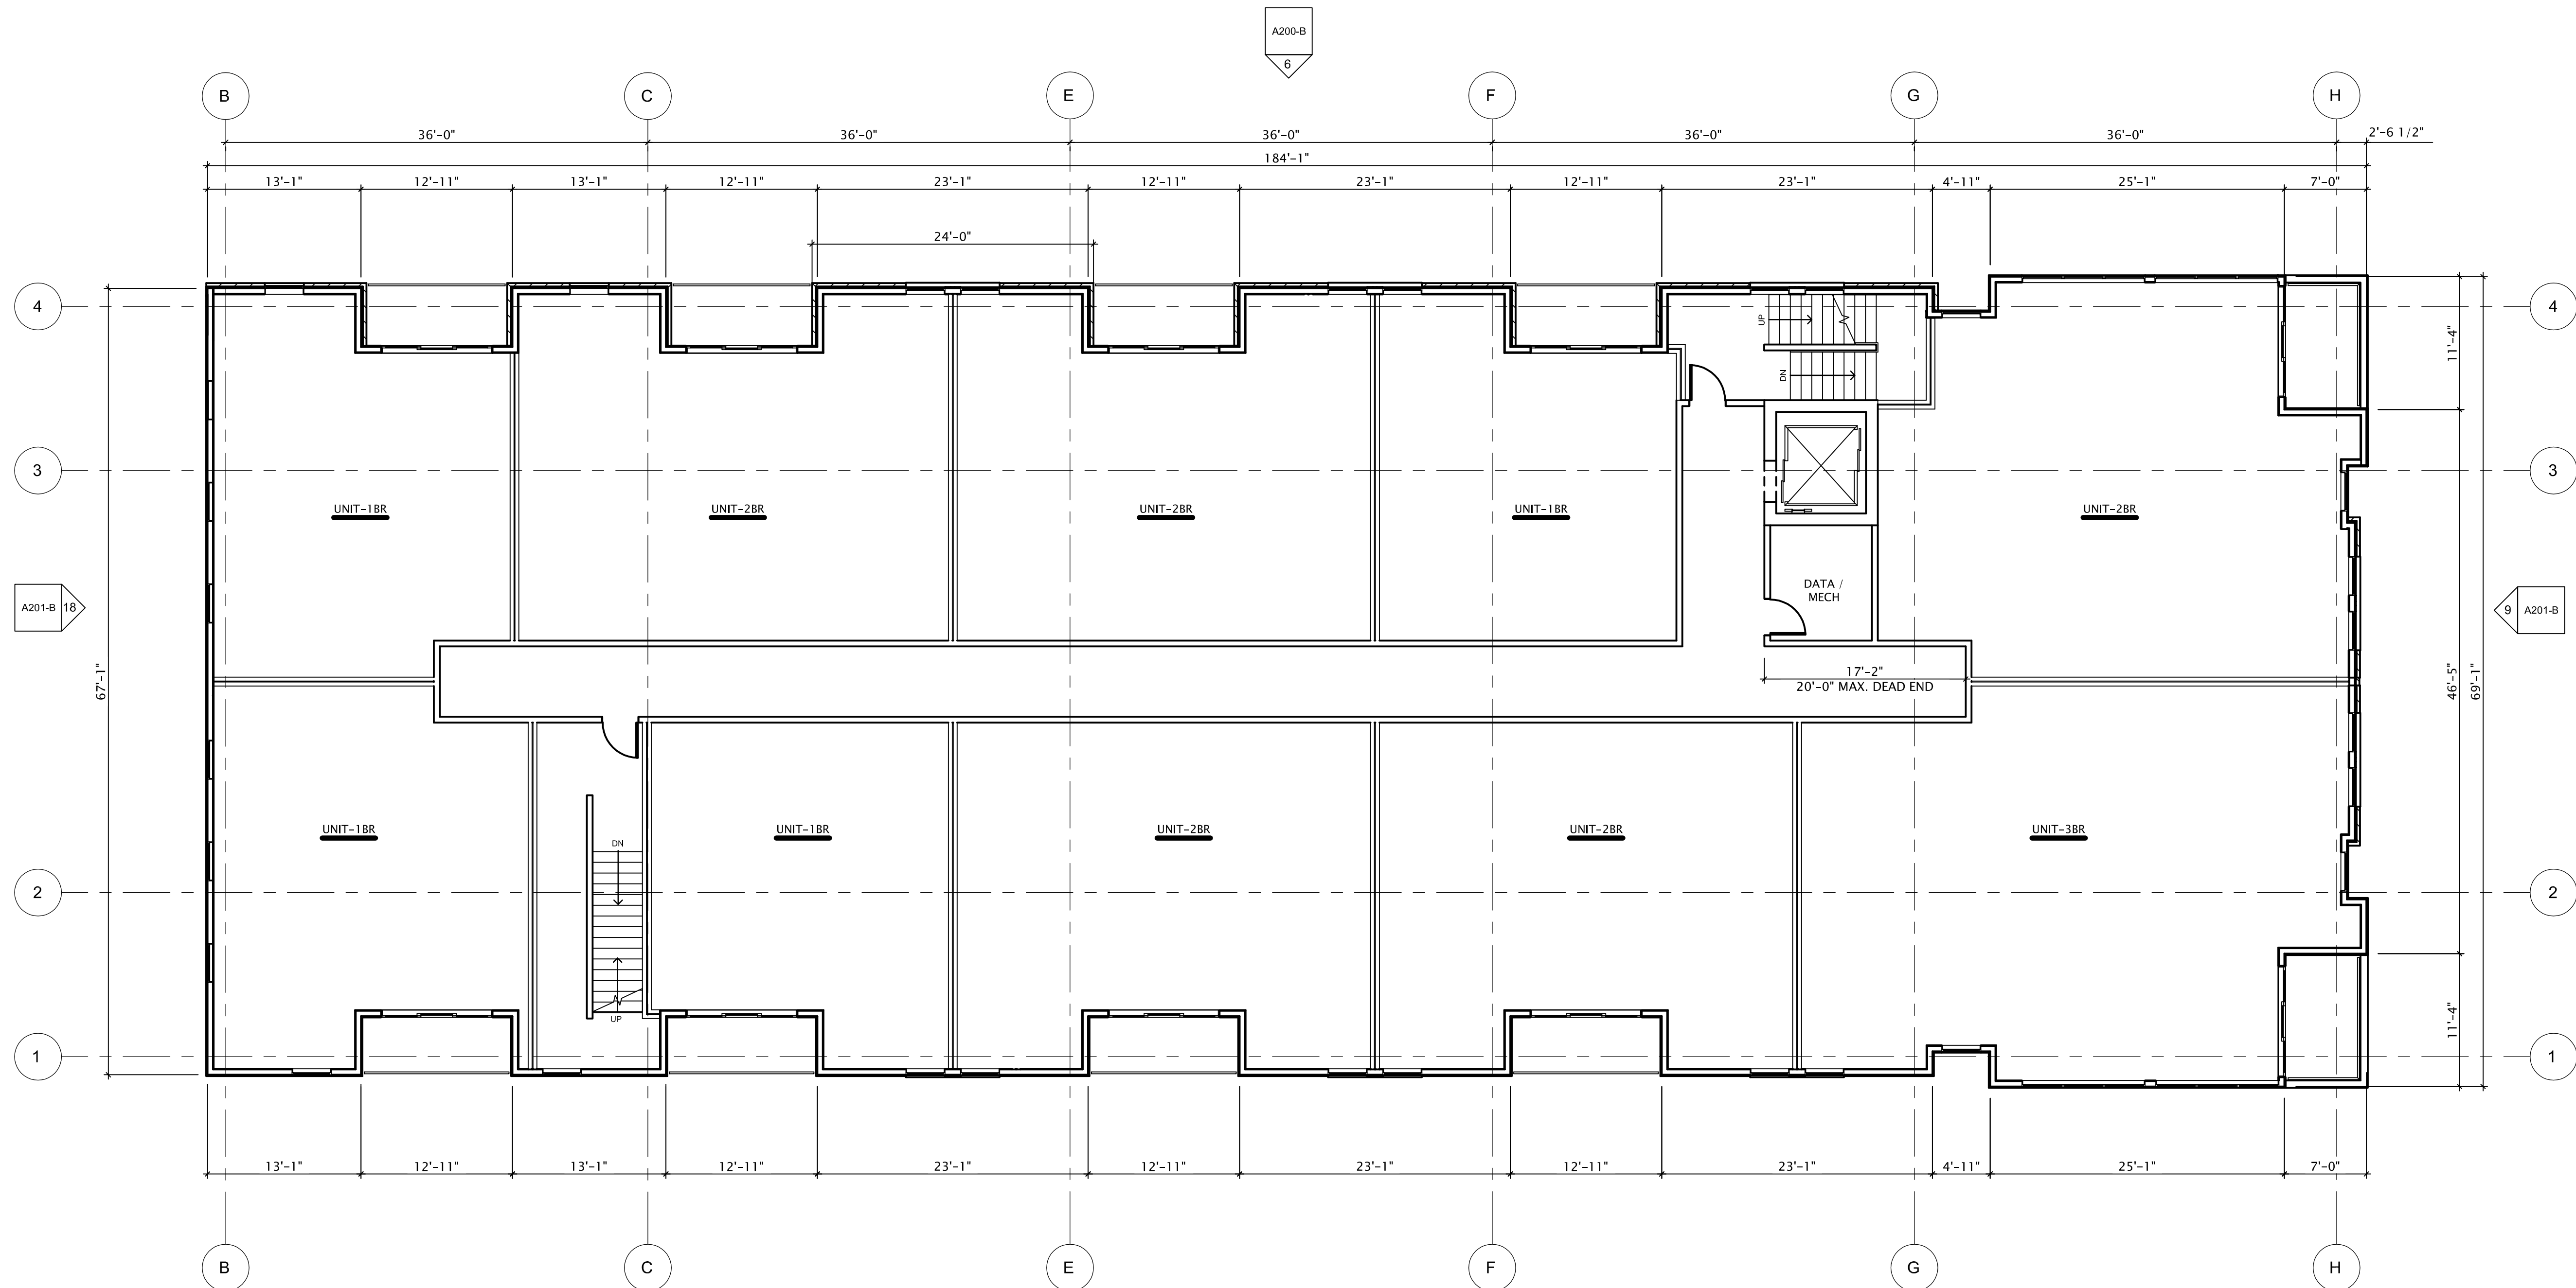 A200-B
6
B
C
E
F
G
H
36'-0"
36'-0"
36'-0"
36'-0"
36'-0"
2'-6 1/2"
184'-1"
13'-1"
12'-11"
13'-1"
12'-11"
23'-1"
12'-11"
23'-1"
12'-11"
23'-1"
4'-11"
25'-1"
7'-0"
24'-0"
4
4
UP
DN
11'-4"
3
3
UNIT-1BR
UNIT-2BR
UNIT-2BR
UNIT-1BR
UNIT-2BR
DATA /
MECH
A201-B
18
9
A201-B
67'-1"
17'-2"
20'-0" MAX. DEAD END
46'-5"
69'-1"
UNIT-1BR
UNIT-1BR
UNIT-2BR
UNIT-2BR
UNIT-3BR
DN
2
2
UP
11'-4"
1
1
13'-1"
12'-11"
13'-1"
12'-11"
23'-1"
12'-11"
23'-1"
12'-11"
23'-1"
4'-11"
25'-1"
7'-0"
B
C
E
F
G
H